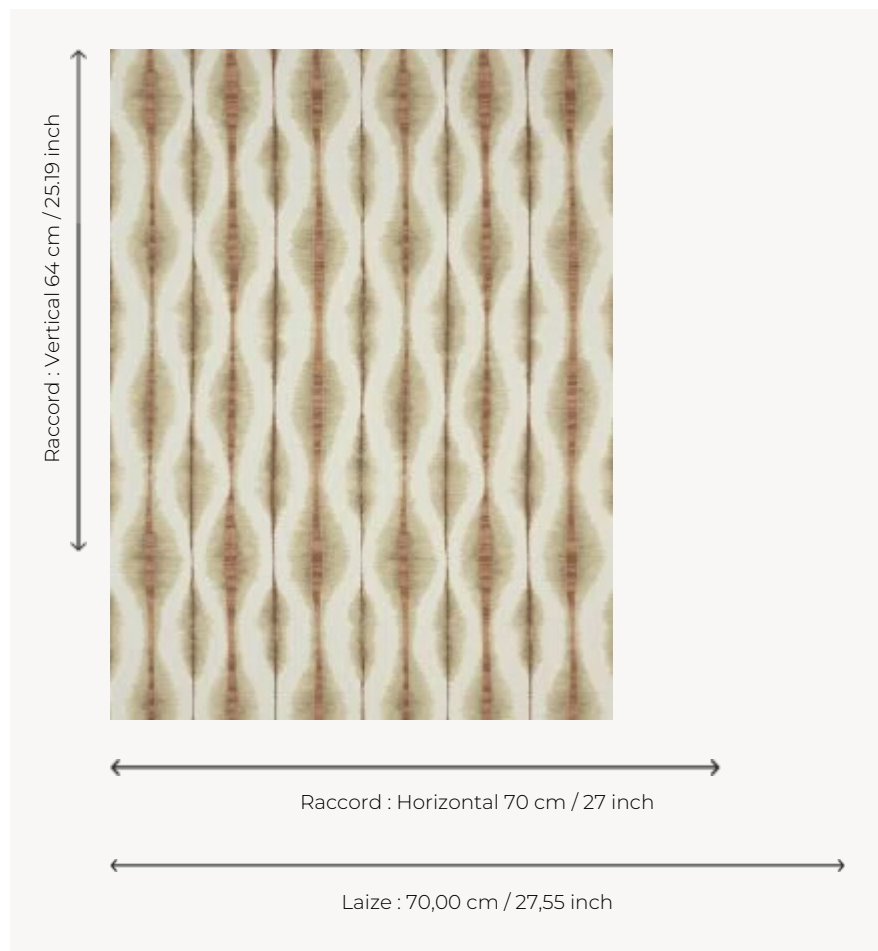 Raccord : Vertical 64 cm / 25.19 inch
Raccord : Horizontal 70 cm / 27 inch
Laize : 70,00 cm / 27,55 inch